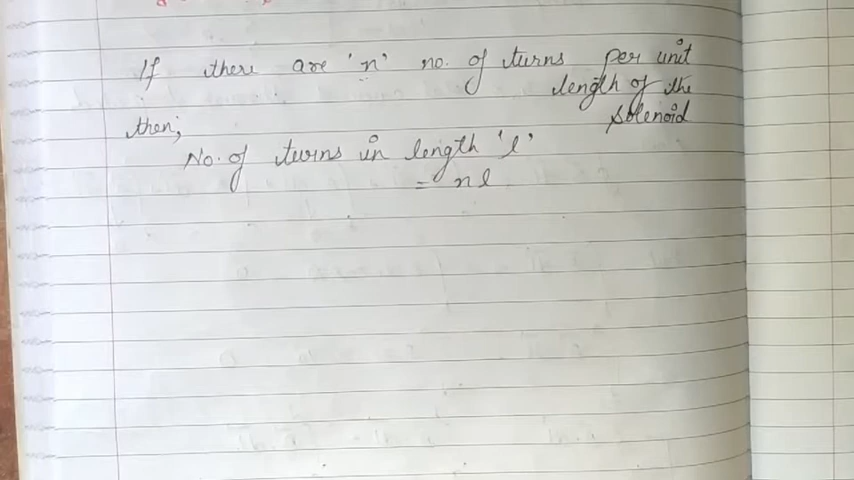 If there are 'n' no. of turns per unit
length of the
solenoid
then;
No. of turns in length 'l'
= nl